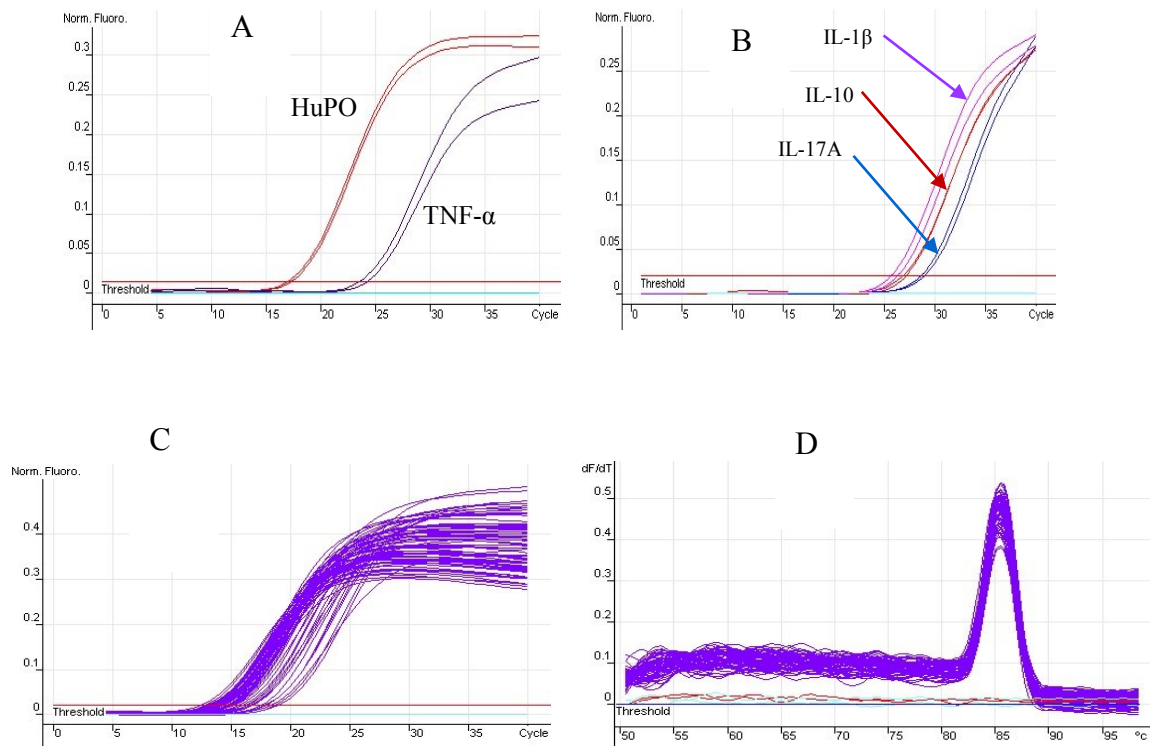 A
Norm. Fluoro.
0.3
0.25
0.2
0.15
0.1
0.05
0
HuPO
TNF-α
Threshold
0 5 10 15 20 25 30 35 Cycle
B
Norm. Fluoro.
0.25
0.2
0.15
0.1
0.05
0
IL-1β
IL-10
IL-17A
Threshold
0 5 10 15 20 25 30 35 Cycle
C
Norm. Fluoro.
0.4
0.3
0.2
0.1
0
Threshold
0 5 10 15 20 25 30 35 Cycle
D
dF/dT
0.5
0.4
0.3
0.2
0.1
0
Threshold
50 55 60 65 70 75 80 85 90 95 °c